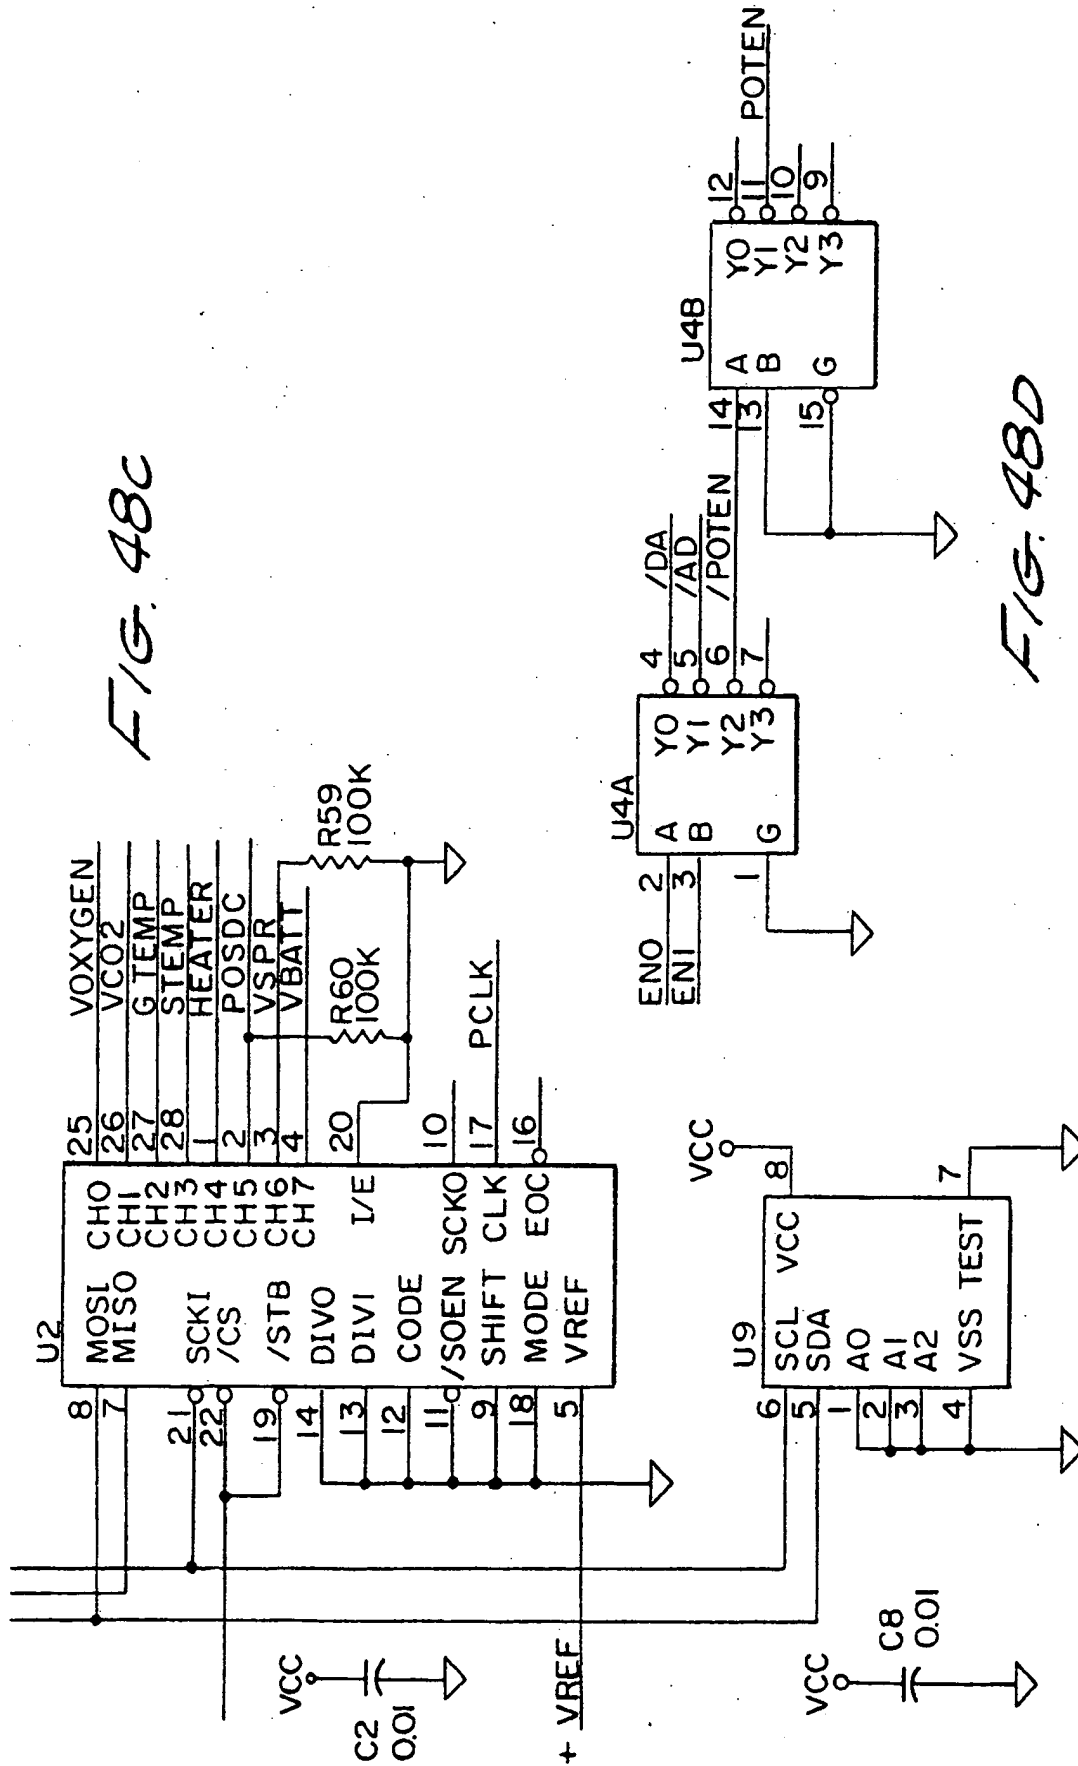 FIG. 48C
U2
8 MOSI CH0 25 VOXYGEN
7 MISO CH1 26 VCO2
CH2 27 GTEMP
21 SCKI CH3 28 STEMP
22 /CS CH4 1 HEATER
CH5 2 POSDC
19 /STB CH6 3 VSPR
CH7 4 VBATT
14 DIV0
13 DIV1 I/E 20
R60
100K
R59
100K
12 CODE
11 /SOEN SCKO 10
9 SHIFT CLK 17 PCLK
18 MODE EOC 16
+ VREF 5 VREF
VCC
C2
0.01
U9
VCC
6 SCL VCC 8
5 SDA
1 A0
2 A1
3 A2
4 VSS TEST 7
VCC
C8
0.01
U4A
EN0 2 A Y0 4 /DA
EN1 3 B Y1 5 /AD
Y2 6 /POTEN
1 G Y3 7
U4B
14 A Y0 12
13 B Y1 11 POTEN
Y2 10
15 G Y3 9
FIG. 48D